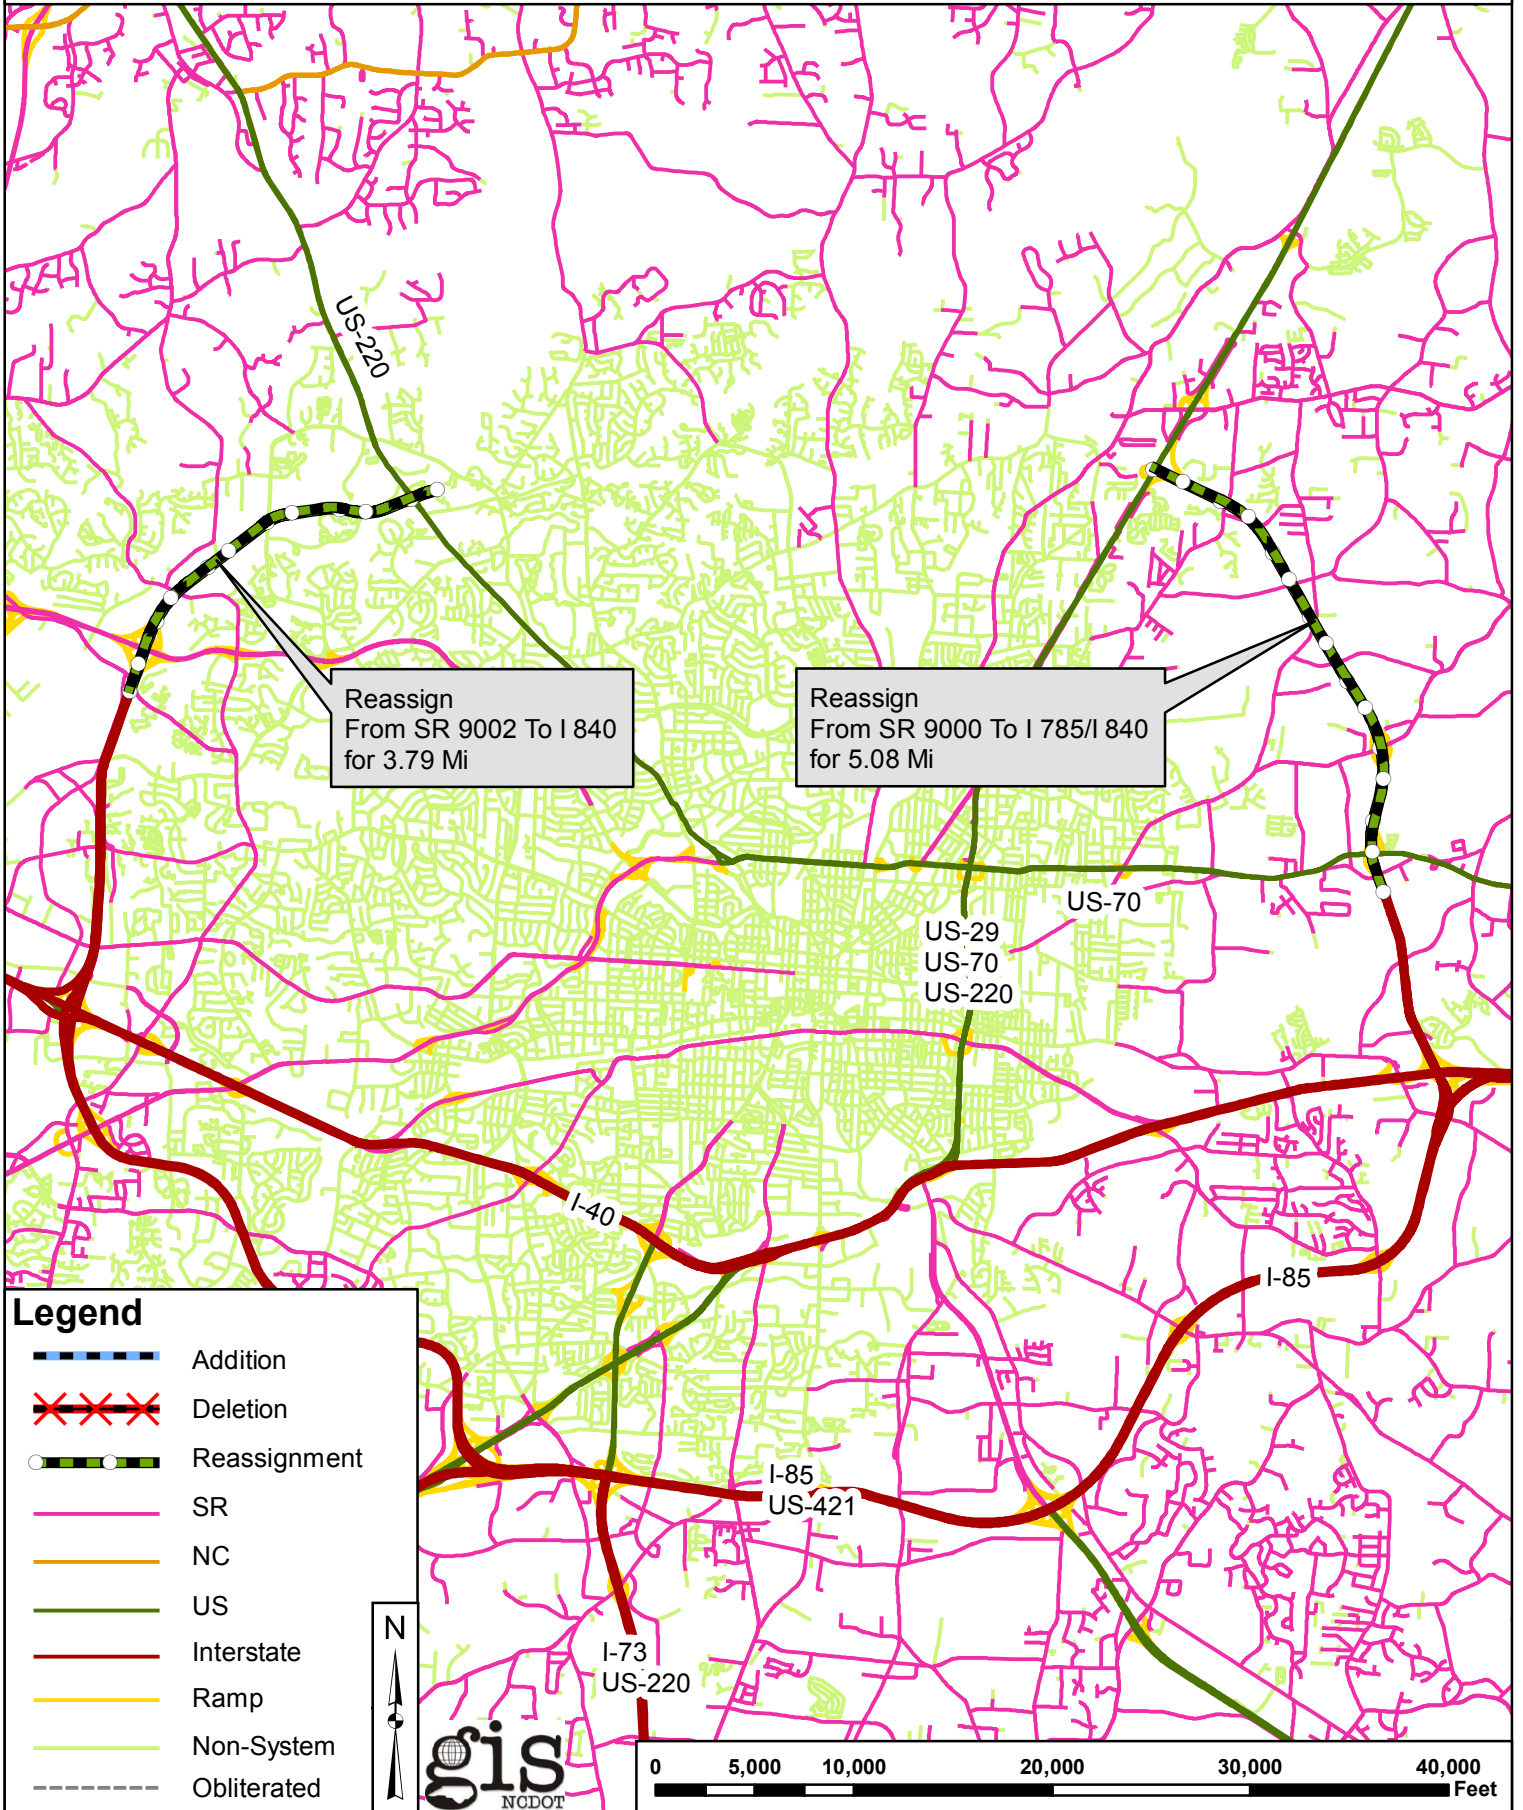 US-220
Reassign
From SR 9002 To I 840
for 3.79 Mi
Reassign
From SR 9000 To I 785/I 840
for 5.08 Mi
US-70
US-29
US-70
US-220
I-40
I-85
I-85
US-421
I-73
US-220
Legend
Addition
Deletion
Reassignment
SR
NC
US
Interstate
Ramp
Non-System
Obliterated
N
gis
NCDOT
0 5,000 10,000 20,000 30,000 40,000
Feet